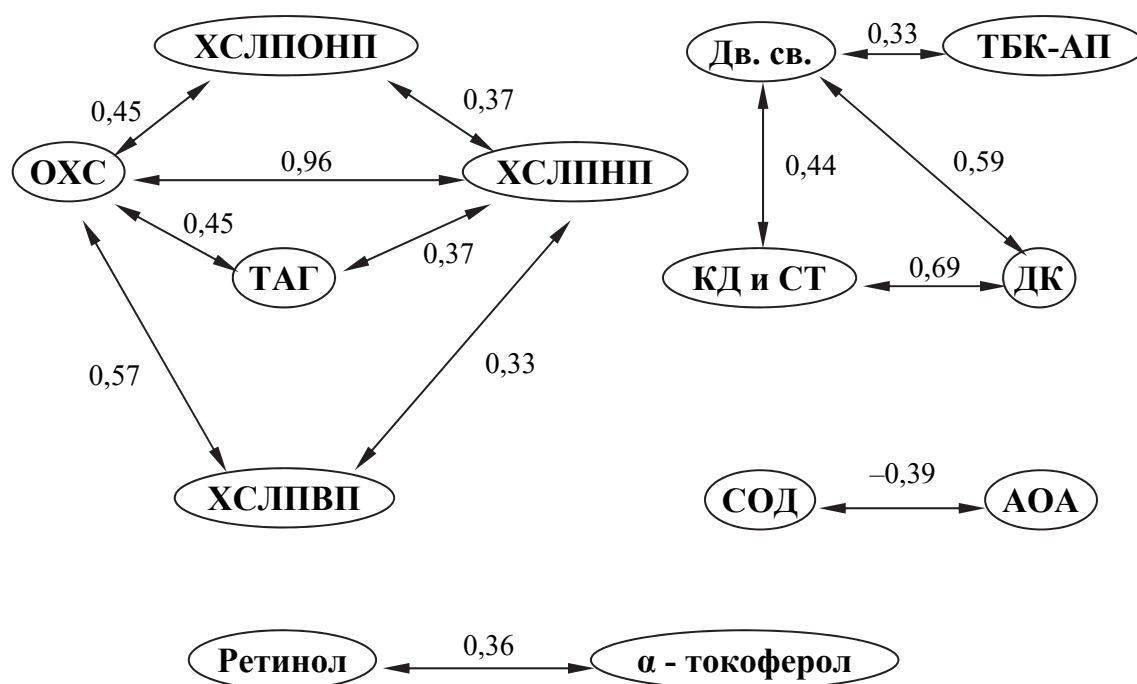 ХСЛПОНП
Дв. св.
0,33
ТБК-АП
0,45
0,37
ОХС
0,96
ХСЛПНП
0,44
0,59
0,45
ТАГ
0,37
КД и СТ
0,69
ДК
0,57
0,33
ХСЛПВП
СОД
–0,39
АОА
Ретинол
0,36
α - токоферол